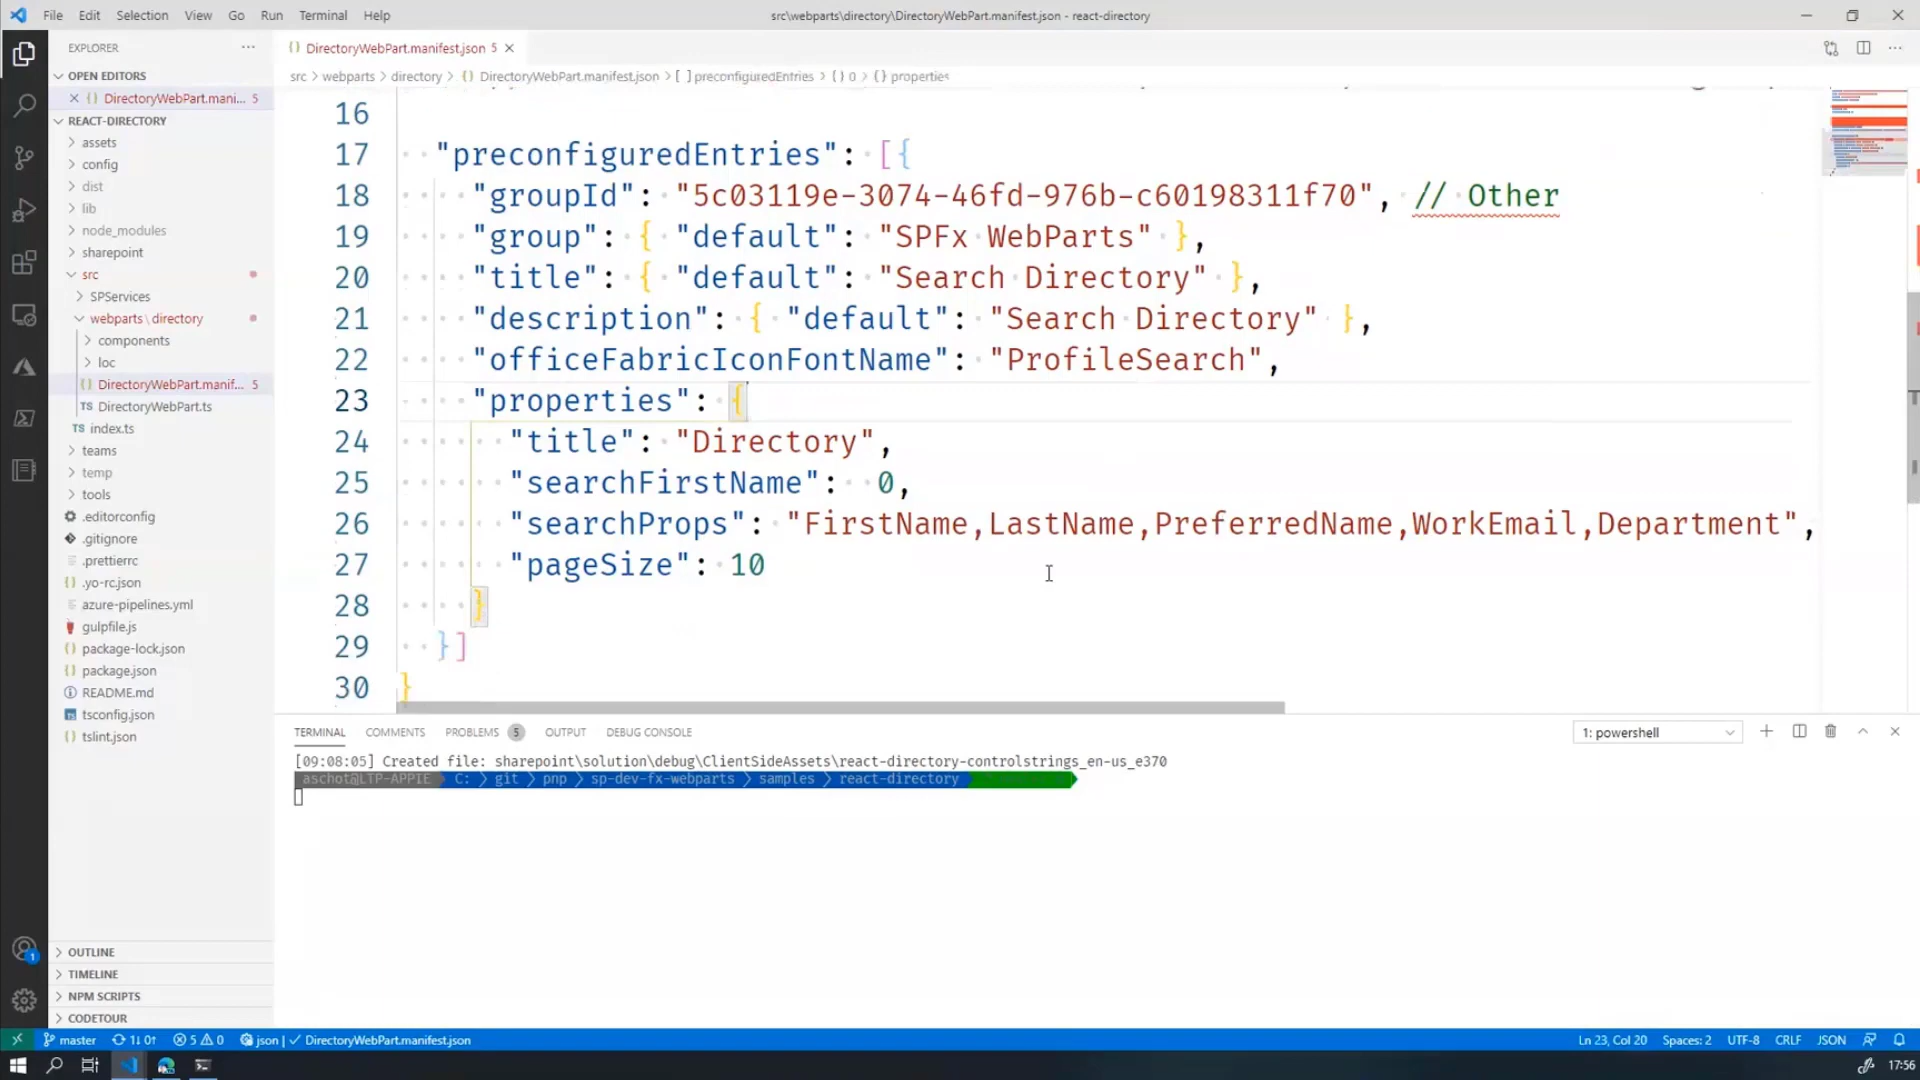 File Edit Selection View Go Run Terminal Help
src\webparts\directory\DirectoryWebPart.manifest.json - react-directory
EXPLORER
OPEN EDITORS
DirectoryWebPart.mani... 5
REACT-DIRECTORY
assets
config
dist
lib
node_modules
sharepoint
src
SPServices
webparts \ directory
components
loc
DirectoryWebPart.manif... 5
TS DirectoryWebPart.ts
TS index.ts
teams
temp
tools
.editorconfig
.gitignore
.prettierrc
.yo-rc.json
azure-pipelines.yml
gulpfile.js
package-lock.json
package.json
README.md
tsconfig.json
tslint.json
OUTLINE
TIMELINE
NPM SCRIPTS
CODETOUR
{} DirectoryWebPart.manifest.json 5
src > webparts > directory > {} DirectoryWebPart.manifest.json > [ ] preconfiguredEntries > {} 0 > {} properties
16
17 "preconfiguredEntries": [{
18 "groupId": "5c03119e-3074-46fd-976b-c60198311f70", // Other
19 "group": { "default": "SPFx WebParts" },
20 "title": { "default": "Search Directory" },
21 "description": { "default": "Search Directory" },
22 "officeFabricIconFontName": "ProfileSearch",
23 "properties": {
24 "title": "Directory",
25 "searchFirstName": 0,
26 "searchProps": "FirstName,LastName,PreferredName,WorkEmail,Department",
27 "pageSize": 10
28 }
29 }]
30 }
TERMINAL COMMENTS PROBLEMS 5 OUTPUT DEBUG CONSOLE
1: powershell
[09:08:05] Created file: sharepoint\solution\debug\ClientSideAssets\react-directory-controlstrings_en-us_e370
aschot@LTP-APPIE C: > git > pnp > sp-dev-fx-webparts > samples > react-directory
1
master 1↓ 0↑ 5 0 json DirectoryWebPart.manifest.json
Ln 23, Col 20 Spaces: 2 UTF-8 CRLF JSON
17:56